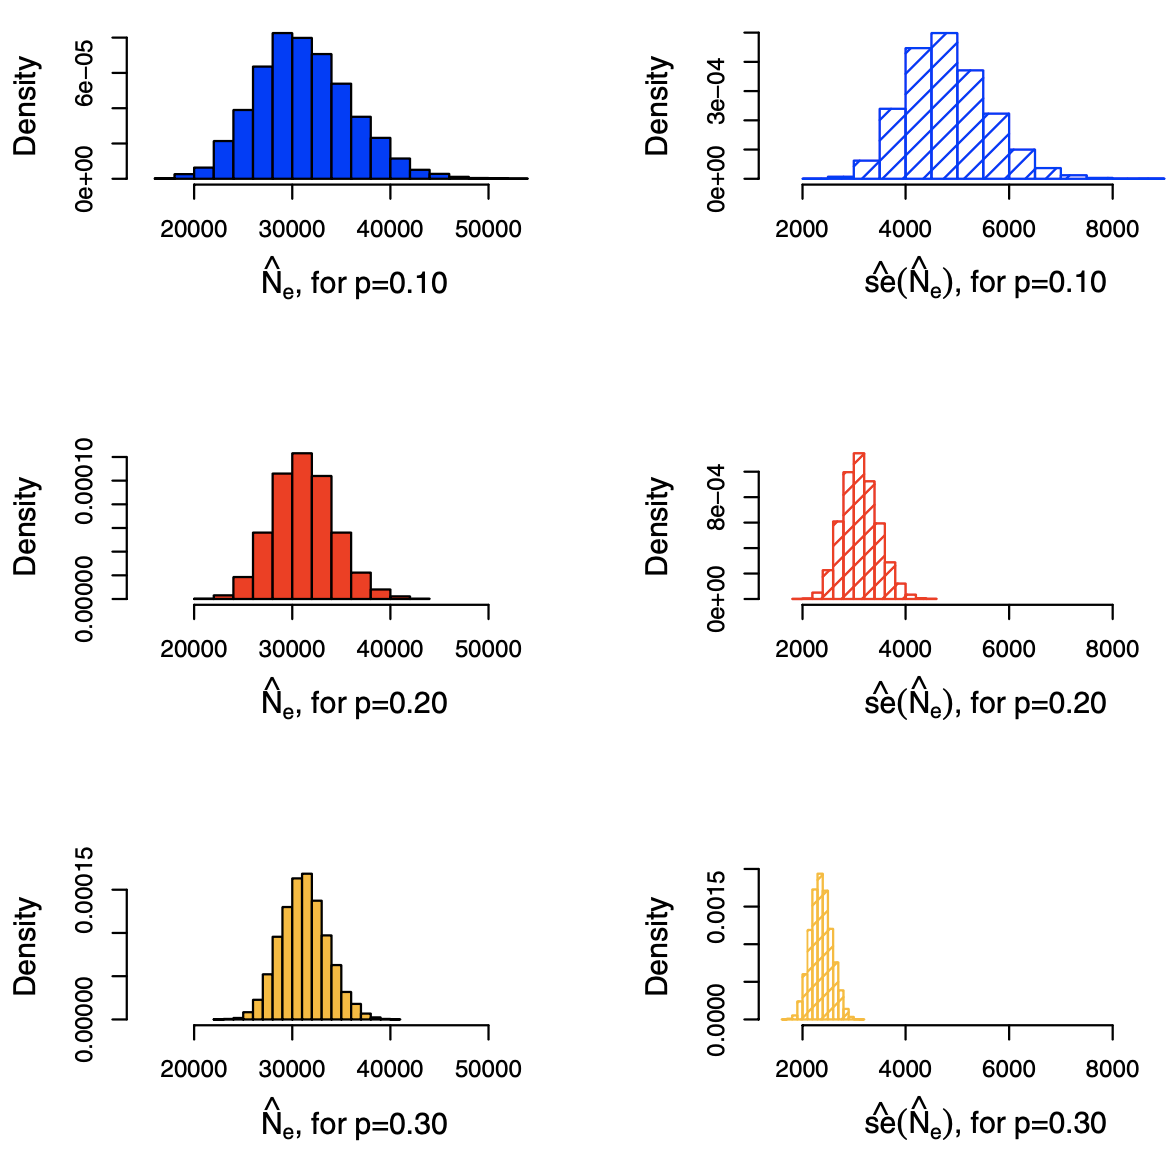 Density
6e−05
0e+00
20000 30000 40000 50000
N̂e, for p=0.10
Density
3e−04
0e+00
2000 4000 6000 8000
sê(N̂e), for p=0.10
Density
0.00010
0.00000
20000 30000 40000 50000
N̂e, for p=0.20
Density
8e−04
0e+00
2000 4000 6000 8000
sê(N̂e), for p=0.20
Density
0.00015
0.00000
20000 30000 40000 50000
N̂e, for p=0.30
Density
0.0015
0.0000
2000 4000 6000 8000
sê(N̂e), for p=0.30